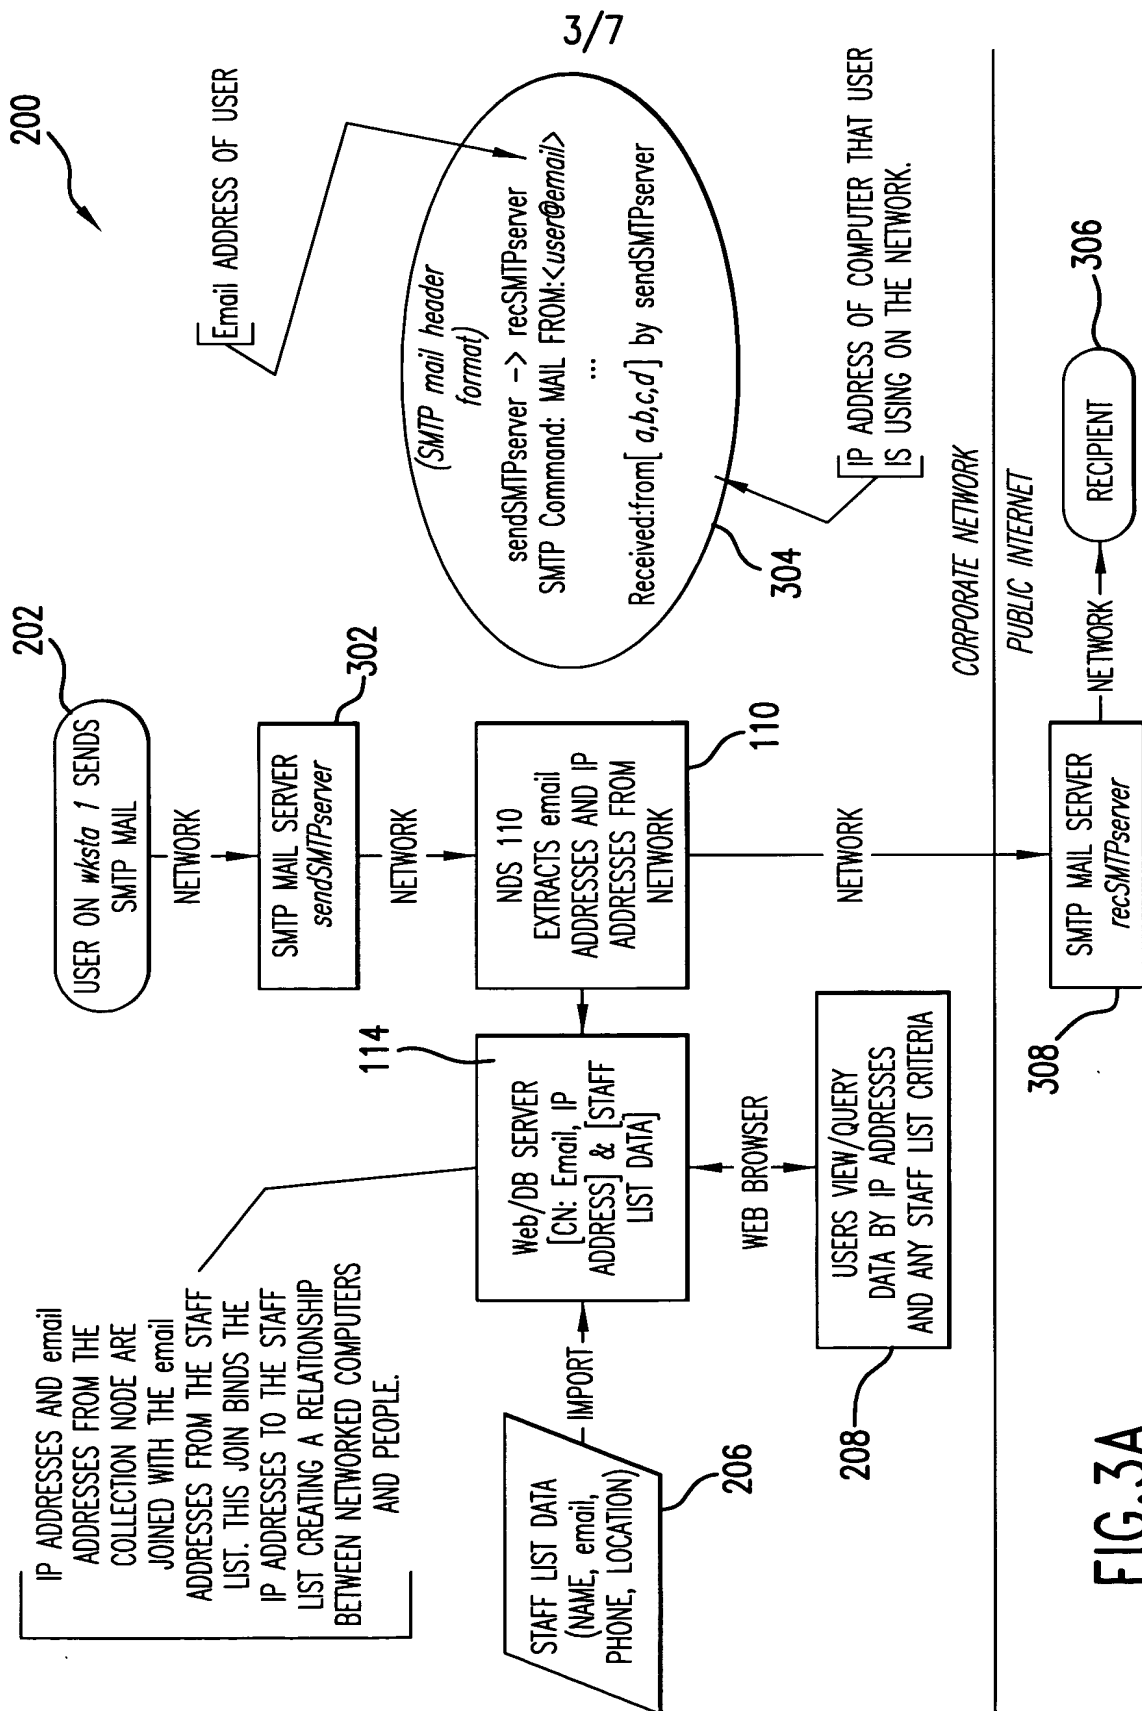 3/7
200
Email ADDRESS OF USER
(SMTP mail header
format)
sendSMTPserver -> recSMTPserver
SMTP Command: MAIL FROM:<user@email>
...
Received:from[ a,b,c,d] by sendSMTPserver
304
IP ADDRESS OF COMPUTER THAT USER
IS USING ON THE NETWORK.
202
USER ON wksta 1 SENDS
SMTP MAIL
NETWORK
302
SMTP MAIL SERVER
sendSMTPserver
NETWORK
110
NDS 110
EXTRACTS email
ADDRESSES AND IP
ADDRESSES FROM
NETWORK
NETWORK
CORPORATE NETWORK
PUBLIC INTERNET
SMTP MAIL SERVER
recSMTPserver
308
NETWORK
RECIPIENT
306
IP ADDRESSES AND email
ADDRESSES FROM THE
COLLECTION NODE ARE
JOINED WITH THE email
ADDRESSES FROM THE STAFF
LIST. THIS JOIN BINDS THE
IP ADDRESSES TO THE STAFF
LIST CREATING A RELATIONSHIP
BETWEEN NETWORKED COMPUTERS
AND PEOPLE.
114
Web/DB SERVER
[CN: Email, IP
ADDRESS] & [STAFF
LIST DATA]
WEB BROWSER
USERS VIEW/QUERY
DATA BY IP ADDRESSES
AND ANY STAFF LIST CRITERIA
208
STAFF LIST DATA
(NAME, email,
PHONE, LOCATION)
206
IMPORT
FIG.3A